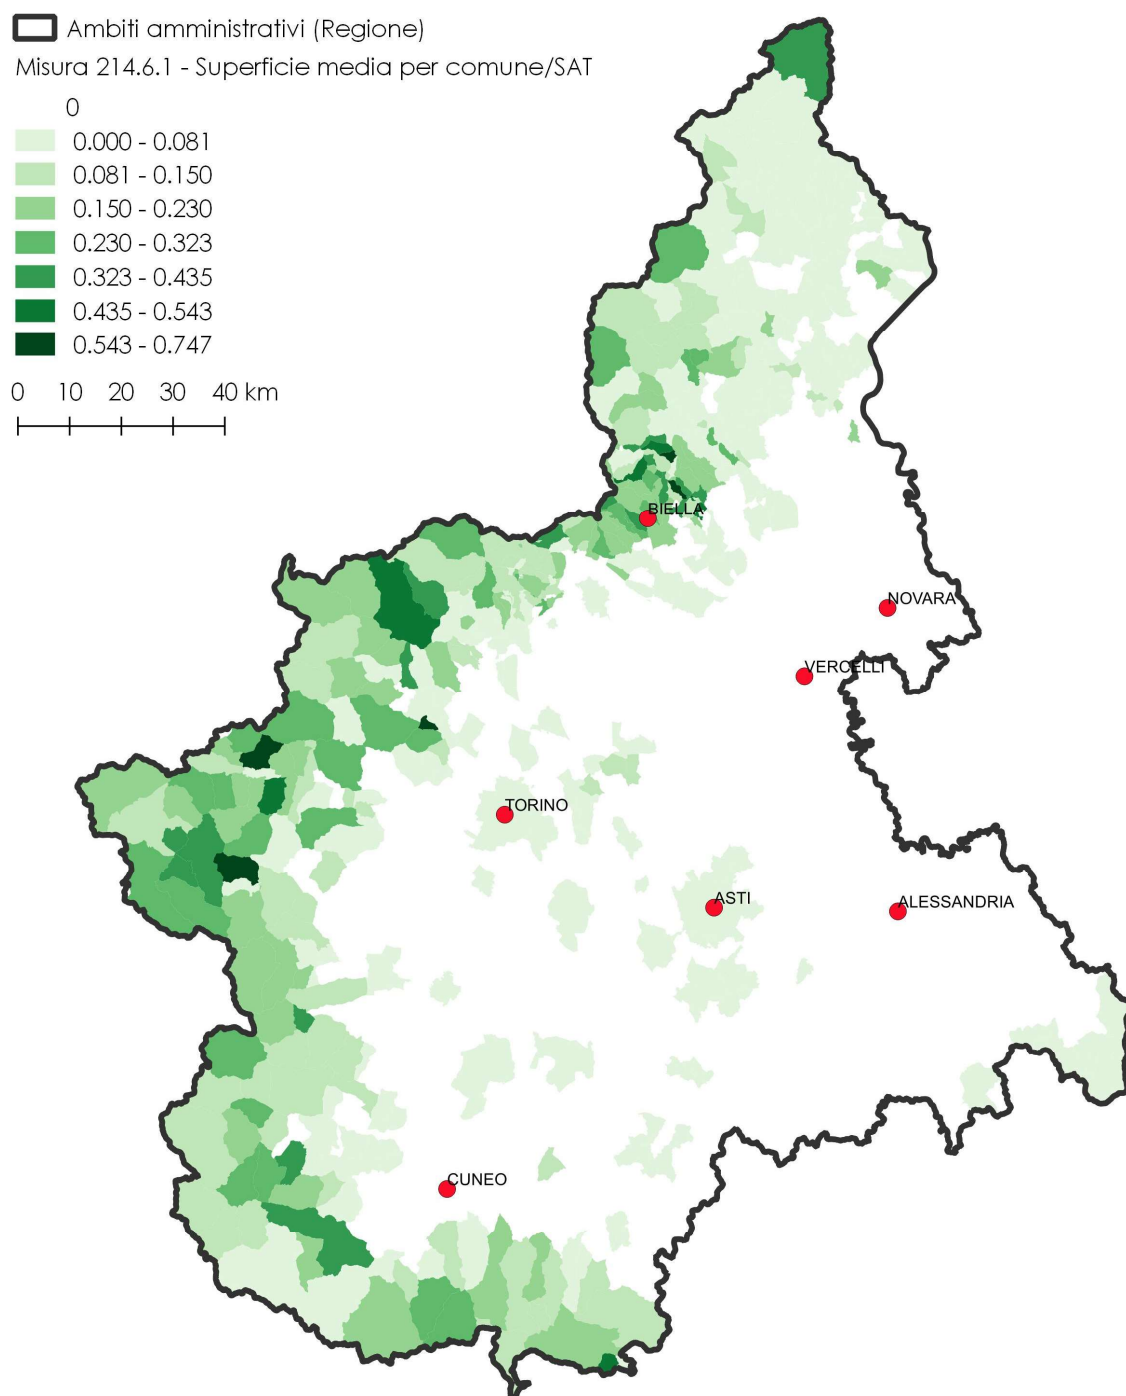 Ambiti amministrativi (Regione)
Misura 214.6.1 - Superficie media per comune/SAT
0
0.000 - 0.081
0.081 - 0.150
0.150 - 0.230
0.230 - 0.323
0.323 - 0.435
0.435 - 0.543
0.543 - 0.747
0 10 20 30 40 km
BIELLA
NOVARA
VERCELLI
TORINO
ASTI
ALESSANDRIA
CUNEO